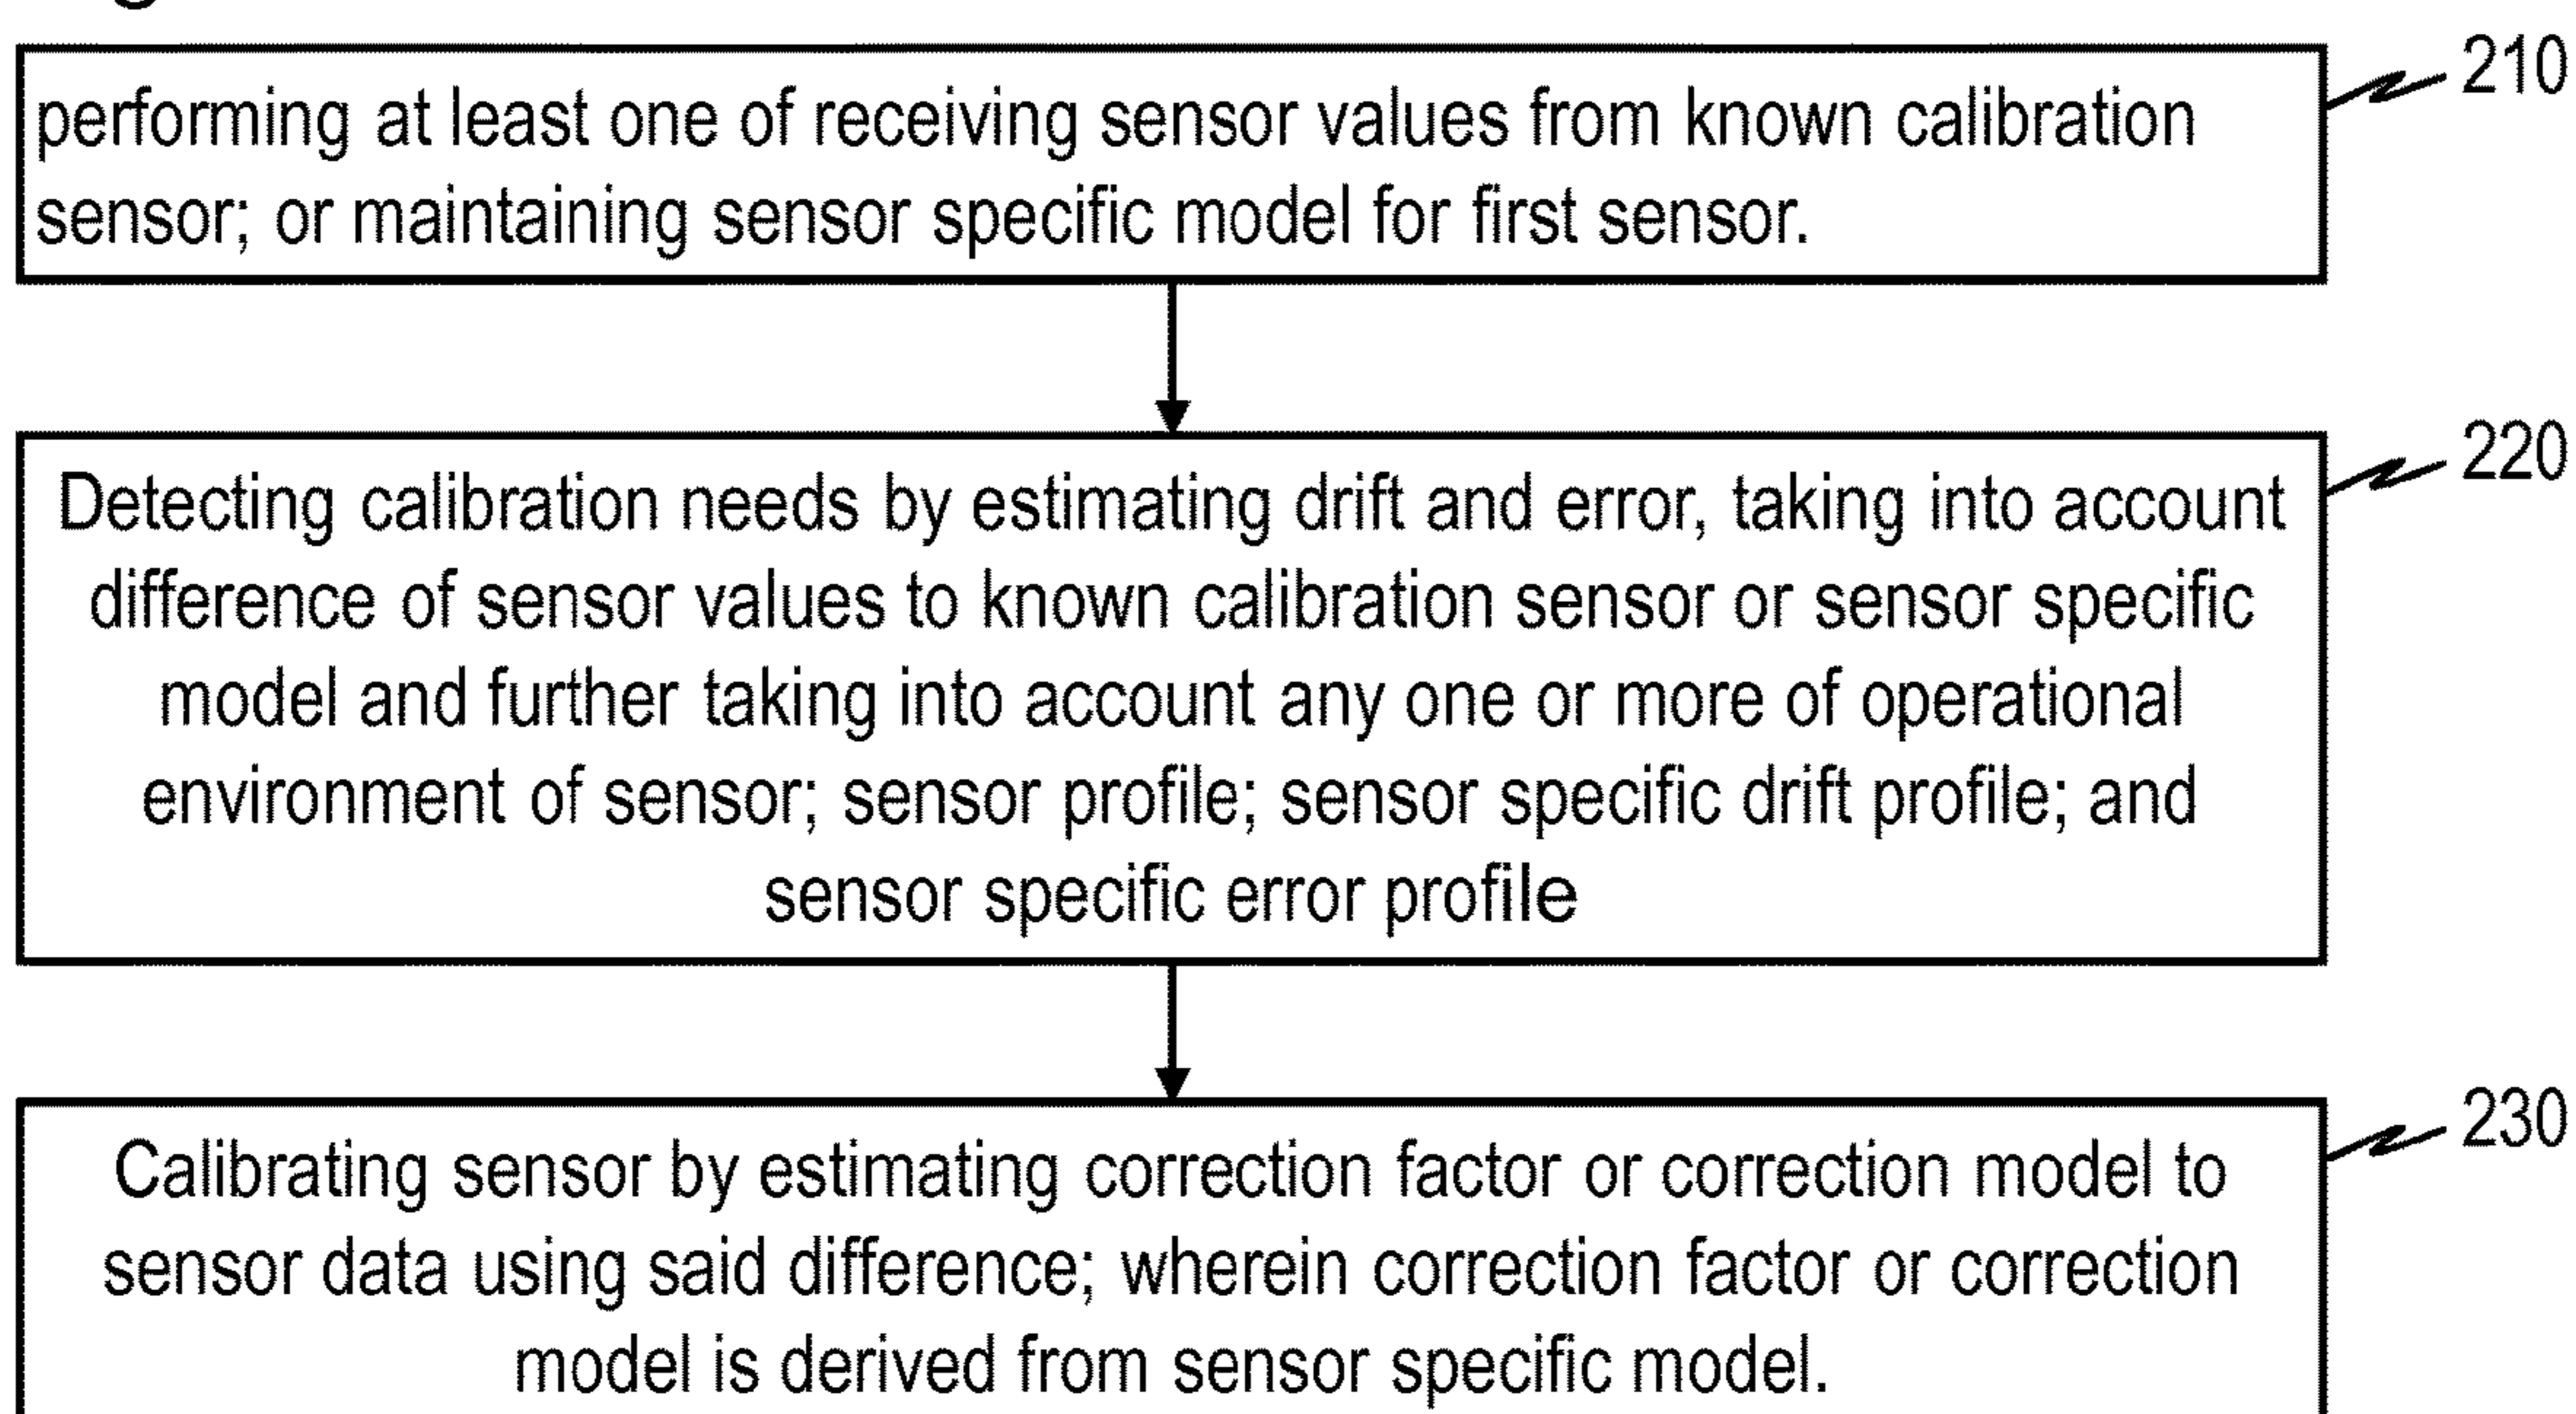 performing at least one of receiving sensor values from known calibration
sensor; or maintaining sensor specific model for first sensor.
210
Detecting calibration needs by estimating drift and error, taking into account
difference of sensor values to known calibration sensor or sensor specific
model and further taking into account any one or more of operational
environment of sensor; sensor profile; sensor specific drift profile; and
sensor specific error profile
220
Calibrating sensor by estimating correction factor or correction model to
sensor data using said difference; wherein correction factor or correction
model is derived from sensor specific model.
230